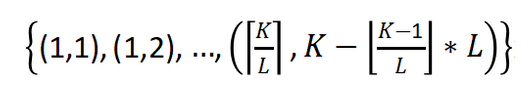 {(1,1), (1,2), ..., (⌈K/L⌉, K − ⌊(K−1)/L⌋ * L)}